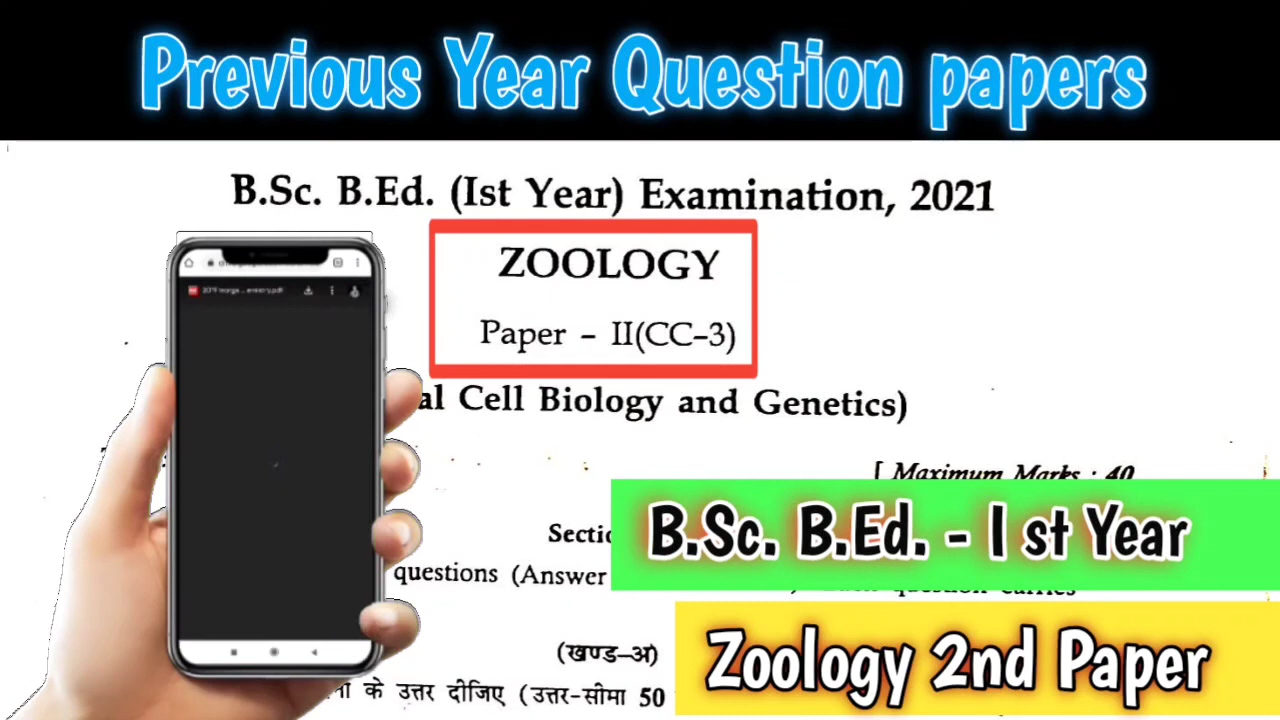 Previous Year Question papers
B.Sc. B.Ed. (Ist Year) Examination, 2021
ZOOLOGY
Paper – II(CC–3)
al Cell Biology and Genetics)
[ Maximum Marks : 40
B.Sc. B.Ed. - I st Year
questions (Answer
question carries
Zoology 2nd Paper
(खण्ड–अ)
के उत्तर दीजिए (उत्तर-सीमा 50